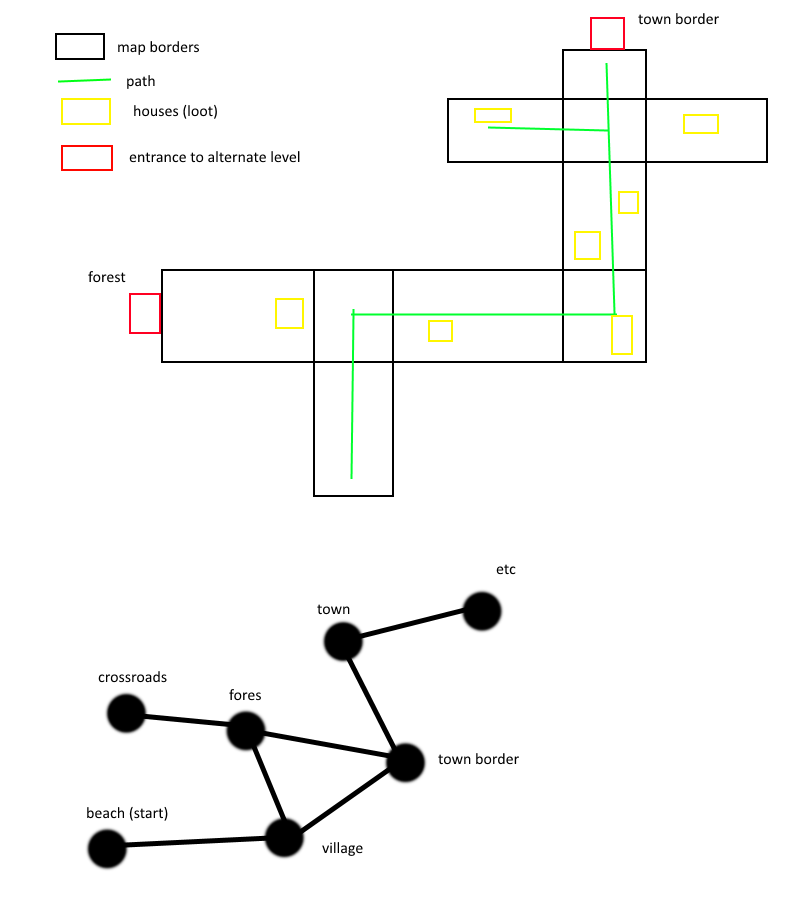 town border
map borders
path
houses (loot)
entrance to alternate level
forest
etc
town
crossroads
fores
town border
beach (start)
village